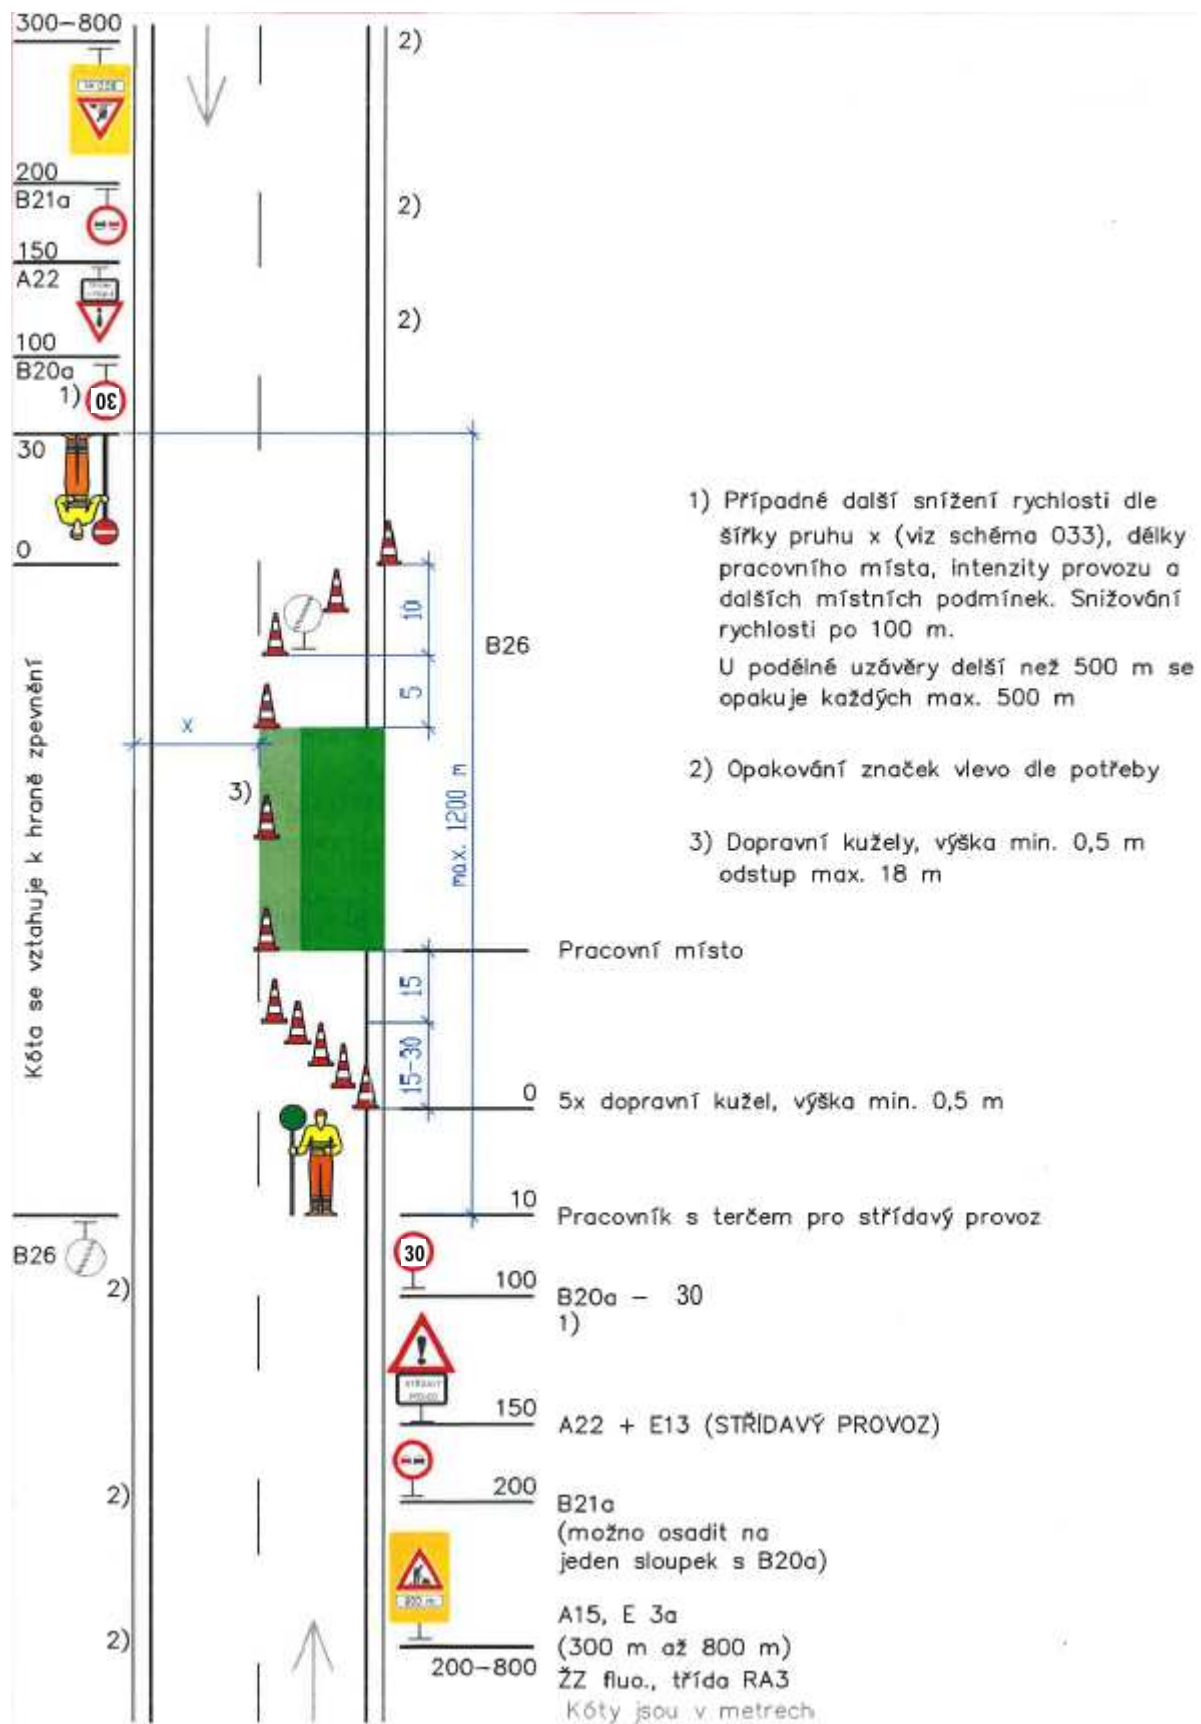 300-800
2)
200
B21a
2)
150
A22
2)
100
B20a
1)
30
30
0
10
B26
5
x
3)
max. 1200 m
Kóta se vztahuje k hraně zpevnění
1) Případné další snížení rychlosti dle
šířky pruhu x (viz schéma 033), délky
pracovního místa, intenzity provozu a
dalších místních podmínek. Snižování
rychlosti po 100 m.
U podélné uzávěry delší než 500 m se
opakuje každých max. 500 m
2) Opakování značek vlevo dle potřeby
3) Dopravní kužely, výška min. 0,5 m
odstup max. 18 m
Pracovní místo
15
15-30
0
5x dopravní kužel, výška min. 0,5 m
10
Pracovník s terčem pro střídavý provoz
B26
2)
30
100
B20a - 30
1)
!
150
A22 + E13 (STŘÍDAVÝ PROVOZ)
2)
200
B21a
(možno osadit na
jeden sloupek s B20a)
2)
A15, E 3a
(300 m až 800 m)
200-800
ŽZ fluo., třída RA3
Kóty jsou v metrech